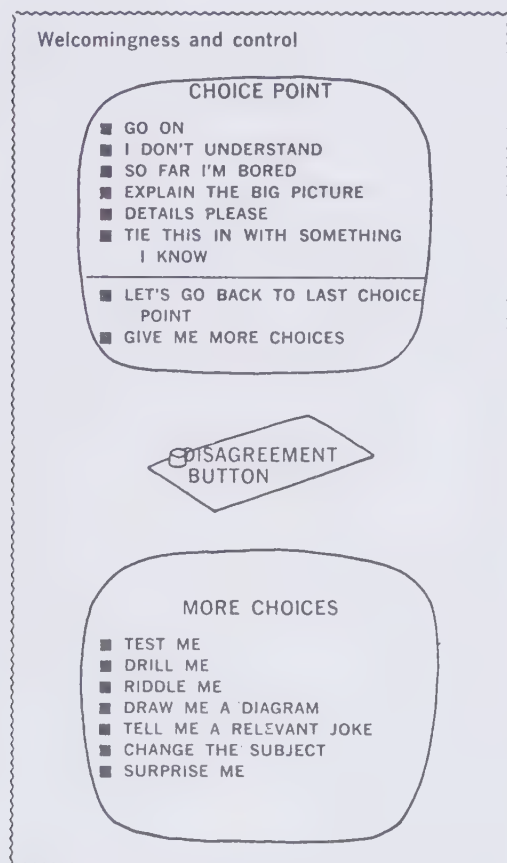 Welcomingness and control
CHOICE POINT
■ GO ON
■ I DON'T UNDERSTAND
■ SO FAR I'M BORED
■ EXPLAIN THE BIG PICTURE
■ DETAILS PLEASE
■ TIE THIS IN WITH SOMETHING
I KNOW
■ LET'S GO BACK TO LAST CHOICE
POINT
■ GIVE ME MORE CHOICES
DISAGREEMENT
BUTTON
MORE CHOICES
■ TEST ME
■ DRILL ME
■ RIDDLE ME
■ DRAW ME A DIAGRAM
■ TELL ME A RELEVANT JOKE
■ CHANGE THE SUBJECT
■ SURPRISE ME